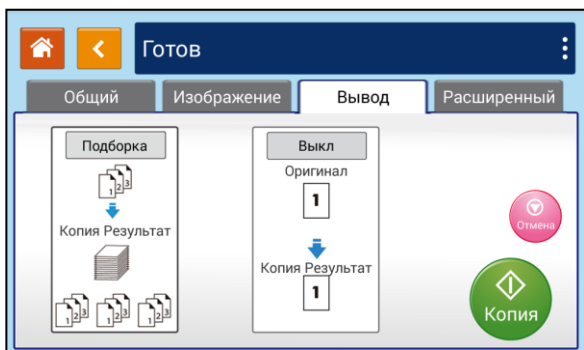 Готов
Общий Изображение Вывод Расширенный
Подборка
1 2 3
Копия Результат
1 2 3 1 2 3 1 2 3
Выкл
Оригинал
1
Копия Результат
1
Отмена
Копия